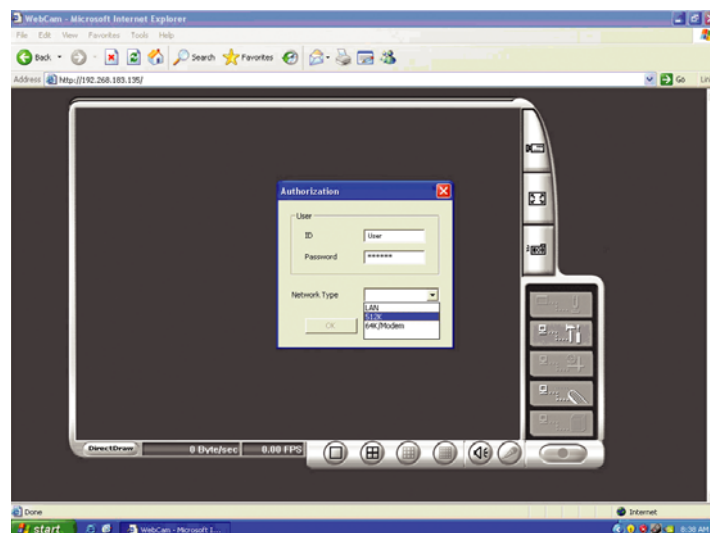 WebCam - Microsoft Internet Explorer
File Edit View Favorites Tools Help
Back Search Favorites
Address http://192.268.183.135/ Go
Authorization
User
ID User
Password ******
Network Type
LAN
512K
OK 64K/Modem
DirectDraw 0 Byte/sec 0.00 FPS
Done Internet
start WebCam - Microsoft I... 8:38 AM